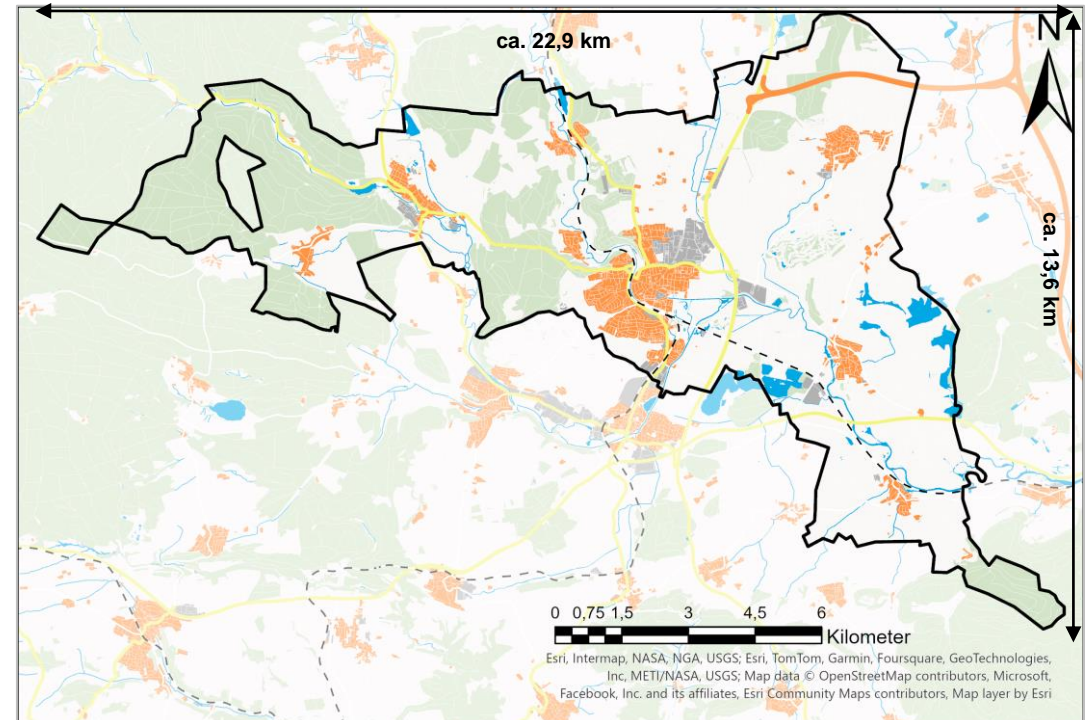 ca. 22,9 km
N
ca. 13,6 km
0 0,75 1,5 3 4,5 6
Kilometer
Esri, Intermap, NASA, NGA, USGS; Esri, TomTom, Garmin, Foursquare, GeoTechnologies,
Inc, METI/NASA, USGS; Map data © OpenStreetMap contributors, Microsoft,
Facebook, Inc. and its affiliates, Esri Community Maps contributors, Map layer by Esri